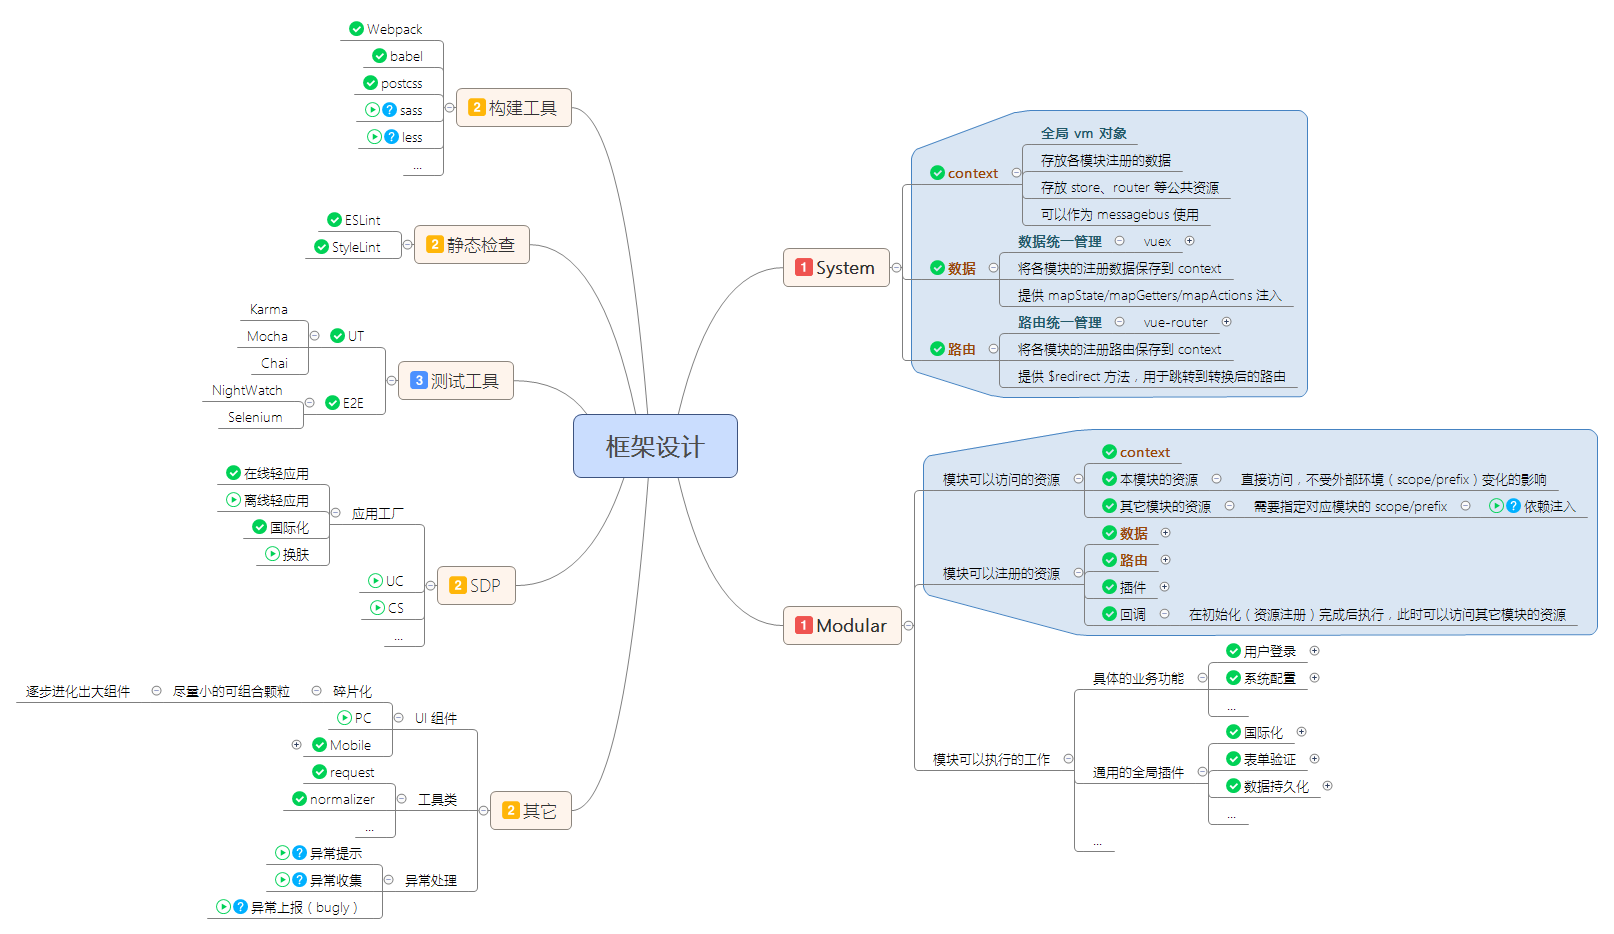 框架设计
2 构建工具
Webpack
babel
postcss
? sass
? less
...
2 静态检查
ESLint
StyleLint
3 测试工具
UT
Karma
Mocha
Chai
E2E
NightWatch
Selenium
2 SDP
应用工厂
在线轻应用
离线轻应用
国际化
换肤
UC
CS
...
2 其它
UI 组件
碎片化
尽量小的可组合颗粒
逐步进化出大组件
PC
Mobile
工具类
request
normalizer
...
异常处理
? 异常提示
? 异常收集
? 异常上报（bugly）
1 System
context
全局 vm 对象
存放各模块注册的数据
存放 store、router 等公共资源
可以作为 messagebus 使用
数据
数据统一管理
vuex
将各模块的注册数据保存到 context
提供 mapState/mapGetters/mapActions 注入
路由
路由统一管理
vue-router
将各模块的注册路由保存到 context
提供 $redirect 方法，用于跳转到转换后的路由
1 Modular
模块可以访问的资源
context
本模块的资源
直接访问，不受外部环境（scope/prefix）变化的影响
其它模块的资源
需要指定对应模块的 scope/prefix
? 依赖注入
模块可以注册的资源
数据
路由
插件
回调
在初始化（资源注册）完成后执行，此时可以访问其它模块的资源
模块可以执行的工作
具体的业务功能
用户登录
系统配置
...
通用的全局插件
国际化
表单验证
数据持久化
...
...